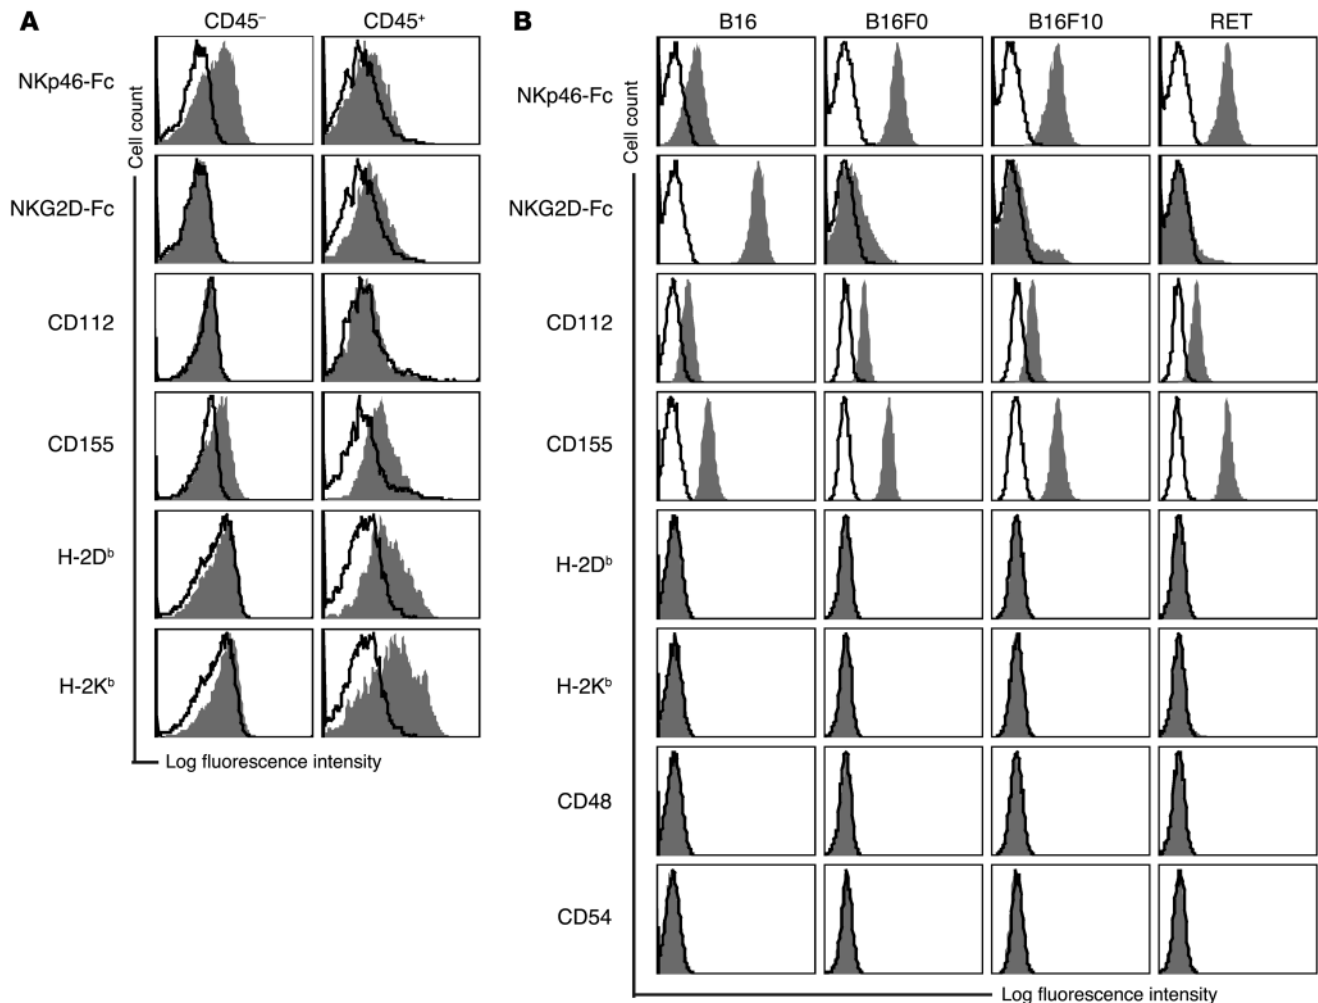 A
CD45⁻ CD45⁺
NKp46-Fc
NKG2D-Fc
CD112
CD155
H-2Dᵇ
H-2Kᵇ
Cell count
Log fluorescence intensity
B
B16 B16F0 B16F10 RET
NKp46-Fc
NKG2D-Fc
CD112
CD155
H-2Dᵇ
H-2Kᵇ
CD48
CD54
Cell count
Log fluorescence intensity